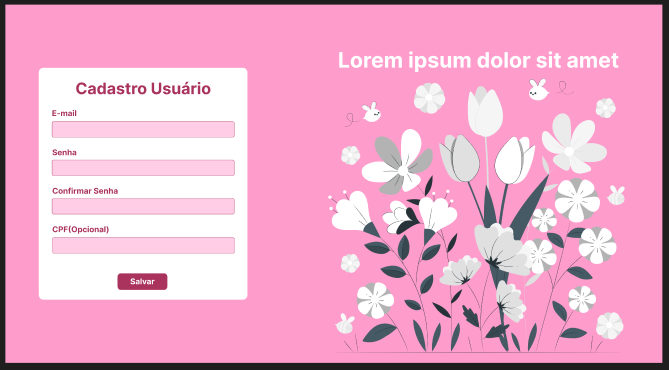 Lorem ipsum dolor sit amet
Cadastro Usuário
E-mail
Senha
Confirmar Senha
CPF(Opcional)
Salvar